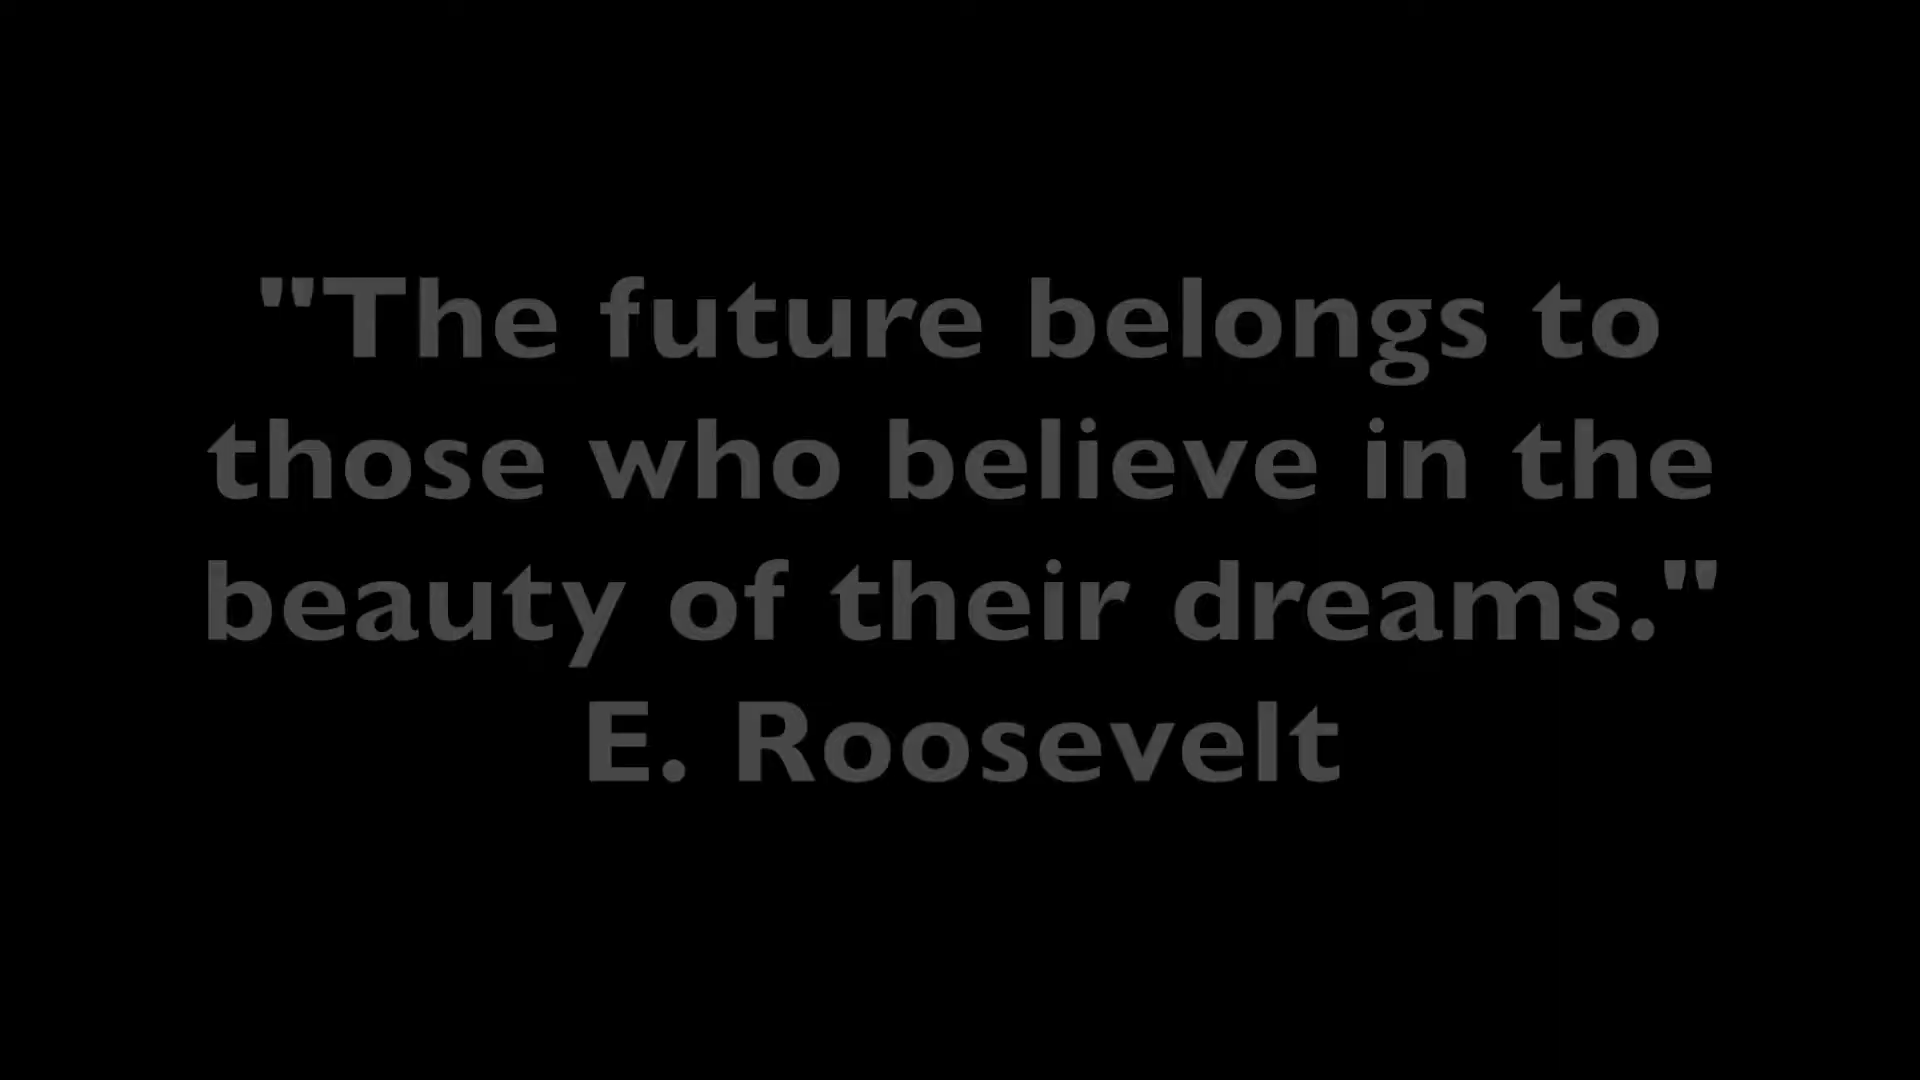 "The future belongs to
those who believe in the
beauty of their dreams."
E. Roosevelt